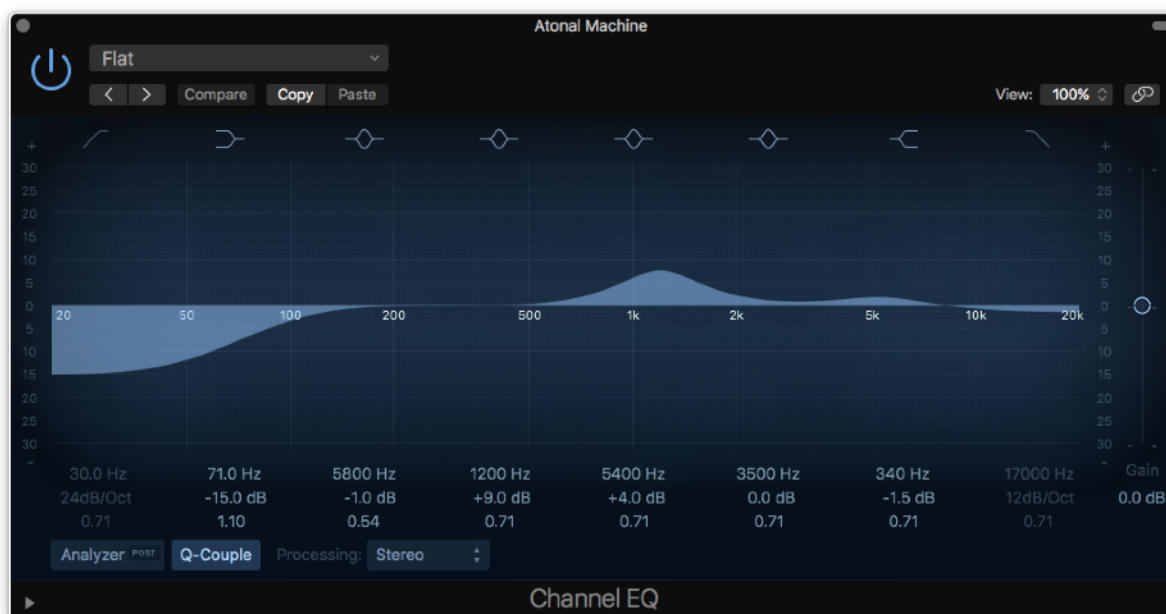 Atonal Machine
Flat
Compare Copy Paste View: 100%
+ +
30 30
25 25
20 20
15 15
10 10
5 5
0 20 50 100 200 500 1k 2k 5k 10k 20k 0
5 5
10 10
15 15
20 20
25 25
30 30
- -
30.0 Hz 71.0 Hz 5800 Hz 1200 Hz 5400 Hz 3500 Hz 340 Hz 17000 Hz Gain
24dB/Oct -15.0 dB -1.0 dB +9.0 dB +4.0 dB 0.0 dB -1.5 dB 12dB/Oct 0.0 dB
0.71 1.10 0.54 0.71 0.71 0.71 0.71 0.71
Analyzer POST Q-Couple Processing: Stereo
Channel EQ